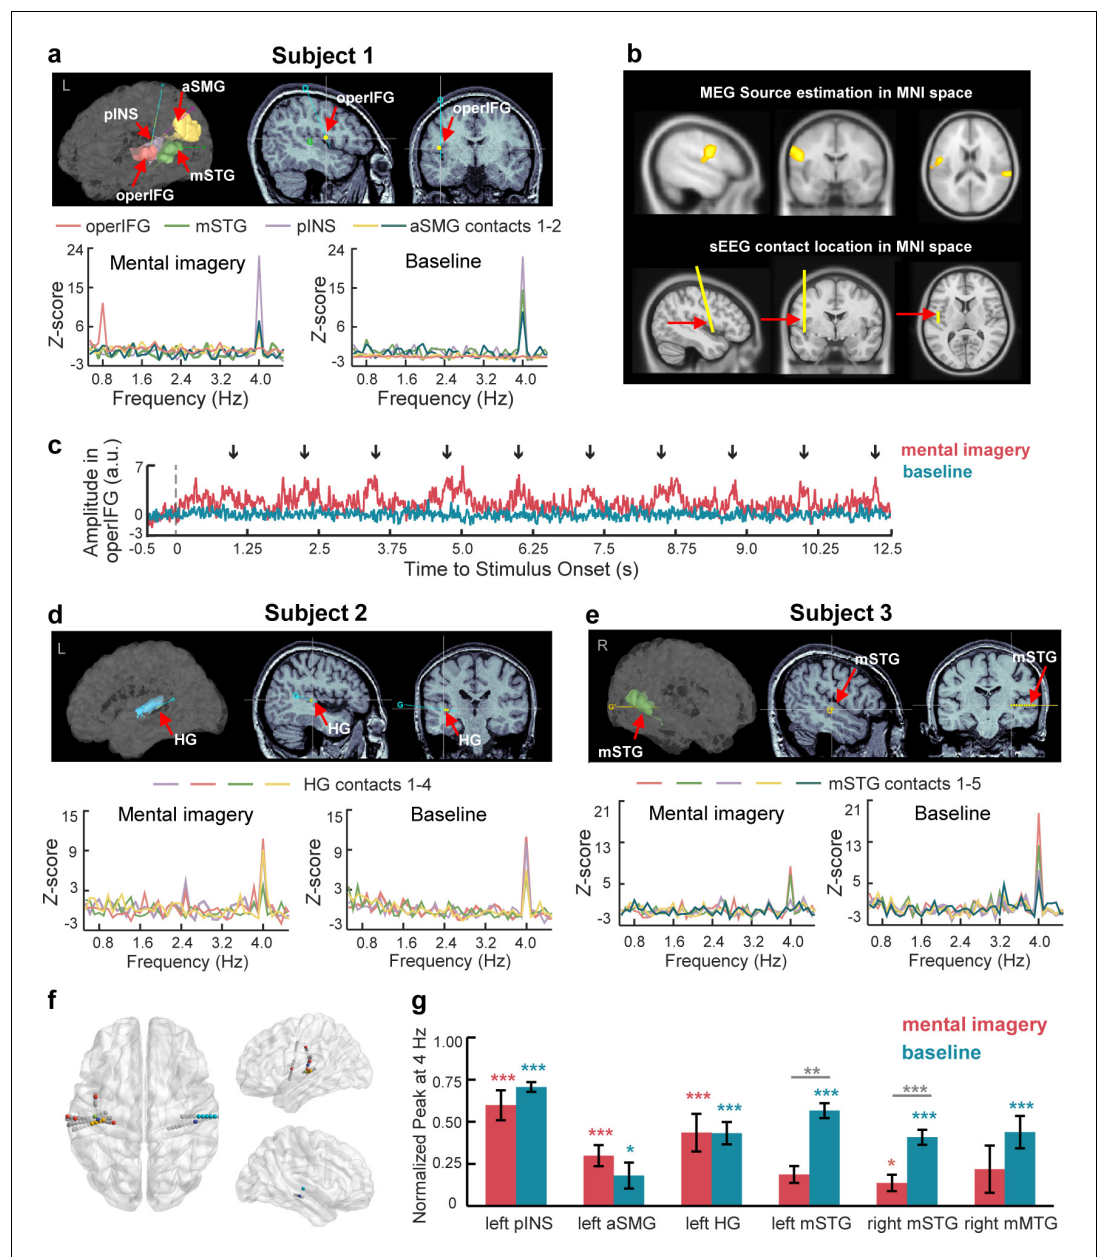 a
Subject 1
L
aSMG
pINS
mSTG
operIFG
operIFG
operIFG
operIFG mSTG pINS aSMG contacts 1-2
Mental imagery
Z-score
24
15
6
-3
0.8 1.6 2.4 3.2 4.0
Frequency (Hz)
Baseline
Z-score
24
15
6
-3
0.8 1.6 2.4 3.2 4.0
Frequency (Hz)
b
MEG Source estimation in MNI space
sEEG contact location in MNI space
c
mental imagery
baseline
Amplitude in
operIFG (a.u.)
7
0
-3
-0.5 0 1.25 2.5 3.75 5.0 6.25 7.5 8.75 9.0 10.25 12.5
Time to Stimulus Onset (s)
d
Subject 2
L
HG
HG
HG
G
HG contacts 1-4
Mental imagery
Z-score
15
9
3
-3
0.8 1.6 2.4 3.2 4.0
Frequency (Hz)
Baseline
Z-score
15
9
3
-3
0.8 1.6 2.4 3.2 4.0
Frequency (Hz)
e
Subject 3
R
G'
mSTG
mSTG
mSTG
mSTG contacts 1-5
Mental imagery
Z-score
21
13
5
-3
0.8 1.6 2.4 3.2 4.0
Frequency (Hz)
Baseline
Z-score
21
13
5
-3
0.8 1.6 2.4 3.2 4.0
Frequency (Hz)
f
g
mental imagery
baseline
Normalized Peak at 4 Hz
1.00
0.75
0.50
0.25
0
*** *** *** * *** *** ** *** *** * *** ***
left pINS left aSMG left HG left mSTG right mSTG right mMTG